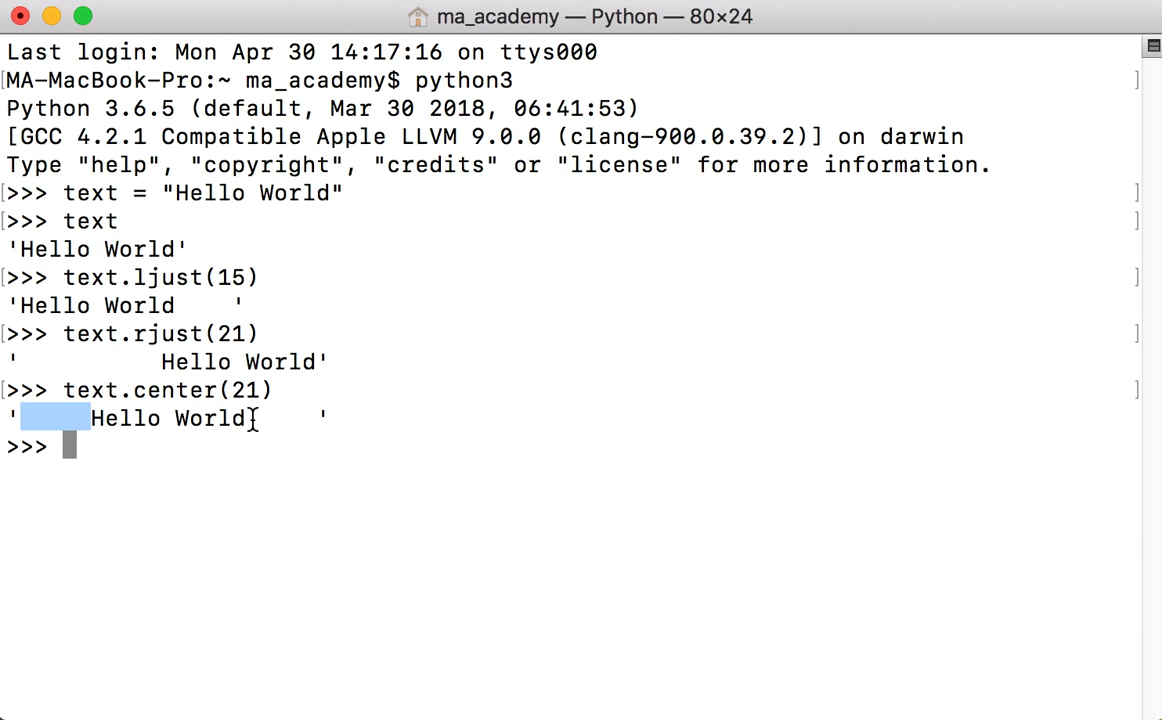 ma_academy — Python — 80×24
Last login: Mon Apr 30 14:17:16 on ttys000
[MA-MacBook-Pro:~ ma_academy$ python3 ]
Python 3.6.5 (default, Mar 30 2018, 06:41:53)
[GCC 4.2.1 Compatible Apple LLVM 9.0.0 (clang-900.0.39.2)] on darwin
Type "help", "copyright", "credits" or "license" for more information.
[>>> text = "Hello World" ]
[>>> text ]
'Hello World'
[>>> text.ljust(15) ]
'Hello World    '
[>>> text.rjust(21) ]
'          Hello World'
[>>> text.center(21) ]
'     Hello World     '
>>>